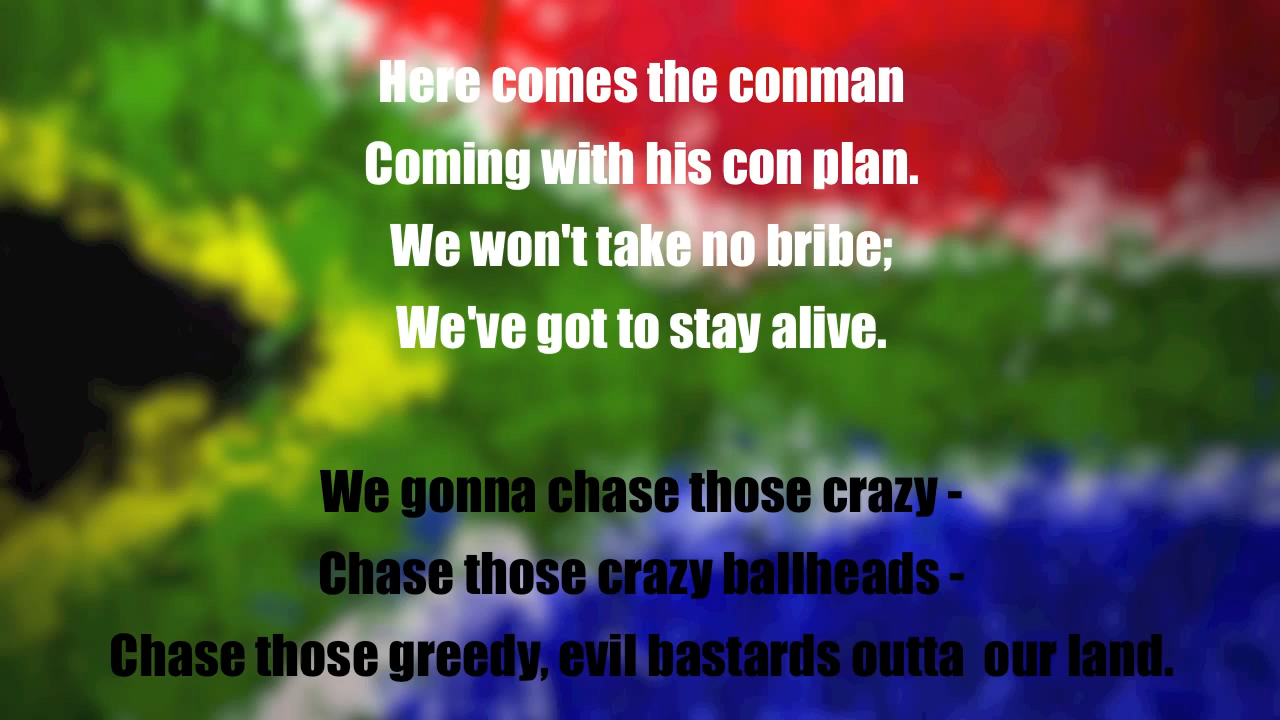 Here comes the conman
Coming with his con plan.
We won't take no bribe;
We've got to stay alive.
We gonna chase those crazy -
Chase those crazy ballheads -
Chase those greedy, evil bastards outta  our land.